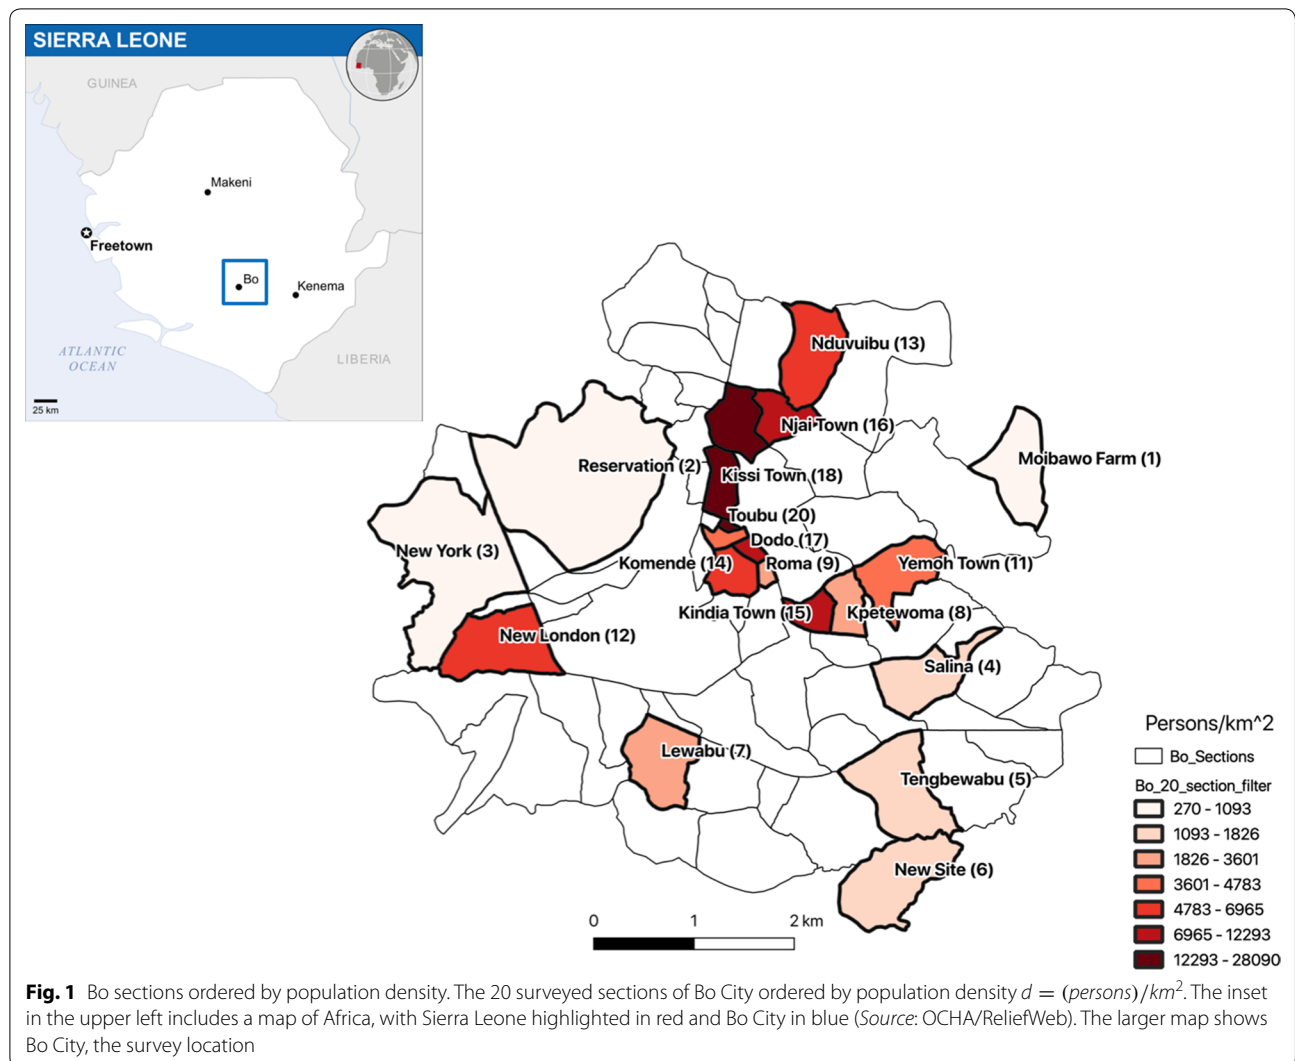 SIERRA LEONE
GUINEA
Makeni
Freetown
Bo
Kenema
ATLANTIC
OCEAN
LIBERIA
25 km
Nduvuibu (13)
Njai Town (16)
Moibawo Farm (1)
Reservation (2)
Kissi Town (18)
Toubu (20)
Dodo (17)
New York (3)
Komende (14)
Roma (9)
Yemoh Town (11)
Kindia Town (15)
Kpetewoma (8)
New London (12)
Salina (4)
Lewabu (7)
Tengbewabu (5)
New Site (6)
0 1 2 km
Persons/km^2
Bo_Sections
Bo_20_section_filter
270 - 1093
1093 - 1826
1826 - 3601
3601 - 4783
4783 - 6965
6965 - 12293
12293 - 28090
Fig. 1 Bo sections ordered by population density. The 20 surveyed sections of Bo City ordered by population density d = (persons)/km². The inset
in the upper left includes a map of Africa, with Sierra Leone highlighted in red and Bo City in blue (Source: OCHA/ReliefWeb). The larger map shows
Bo City, the survey location